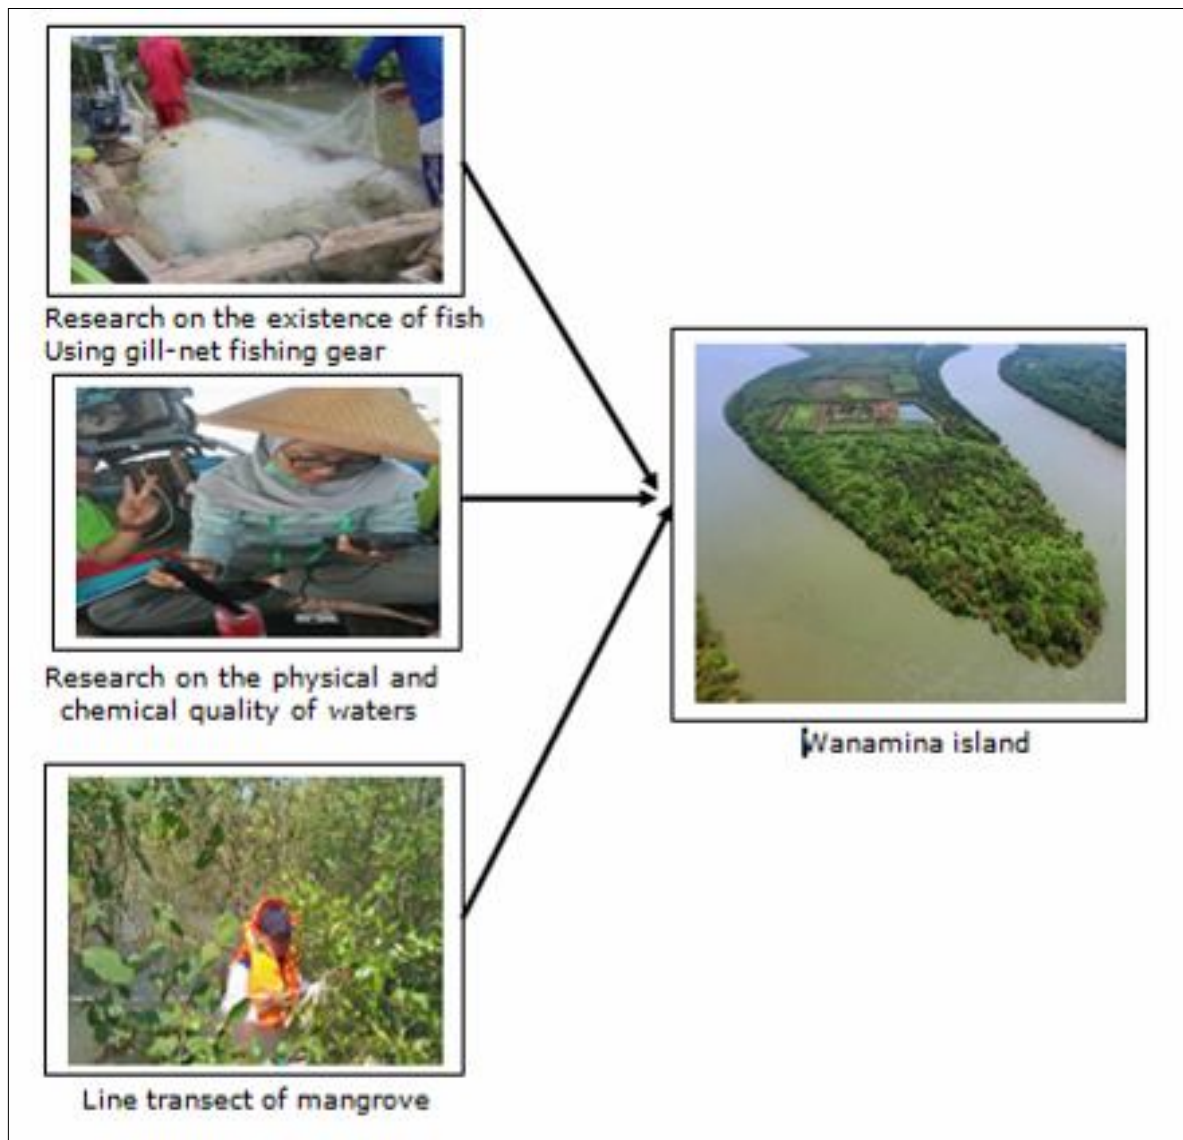 Research on the existence of fish
Using gill-net fishing gear
Research on the physical and
chemical quality of waters
Wanamina island
Line transect of mangrove